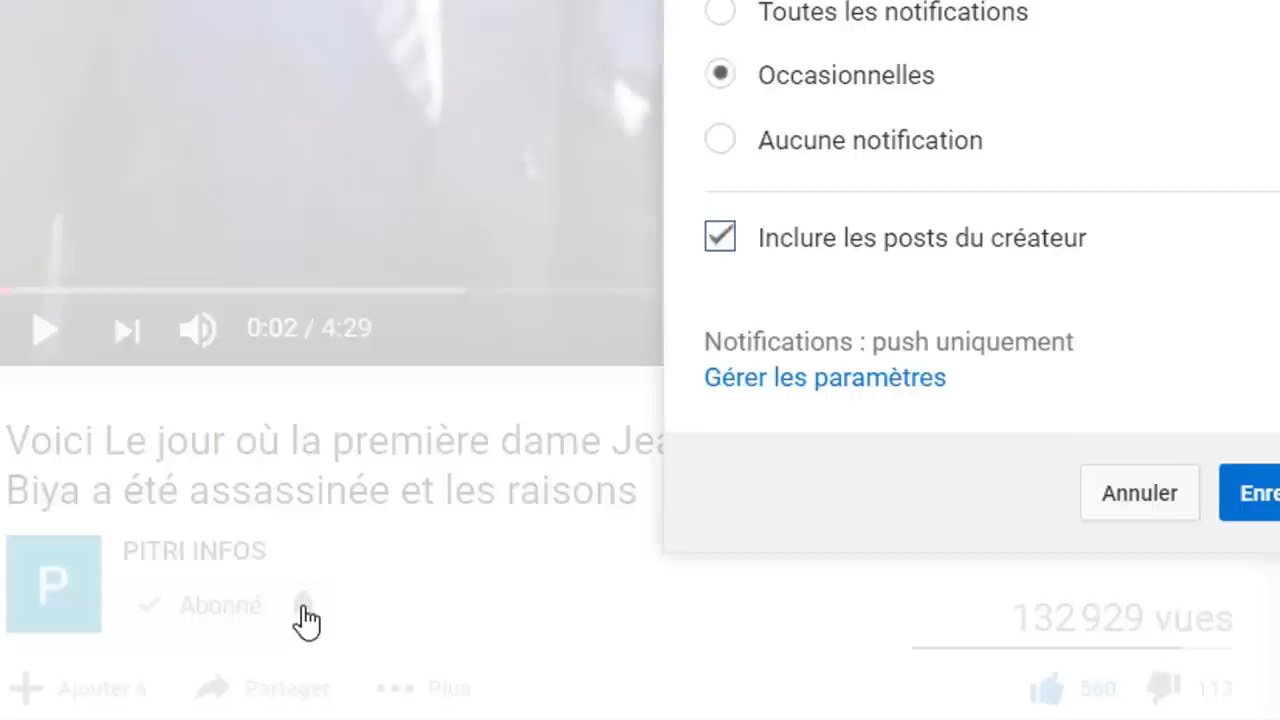 Toutes les notifications
Occasionnelles
Aucune notification
Inclure les posts du créateur
0:02 / 4:29
Notifications : push uniquement
Gérer les paramètres
Voici Le jour où la première dame
Biya a été assassinée et les raisons
Annuler
PITRI INFOS
P
Abonné
132 929 vues
Ajouter à
Partager
Plus
560